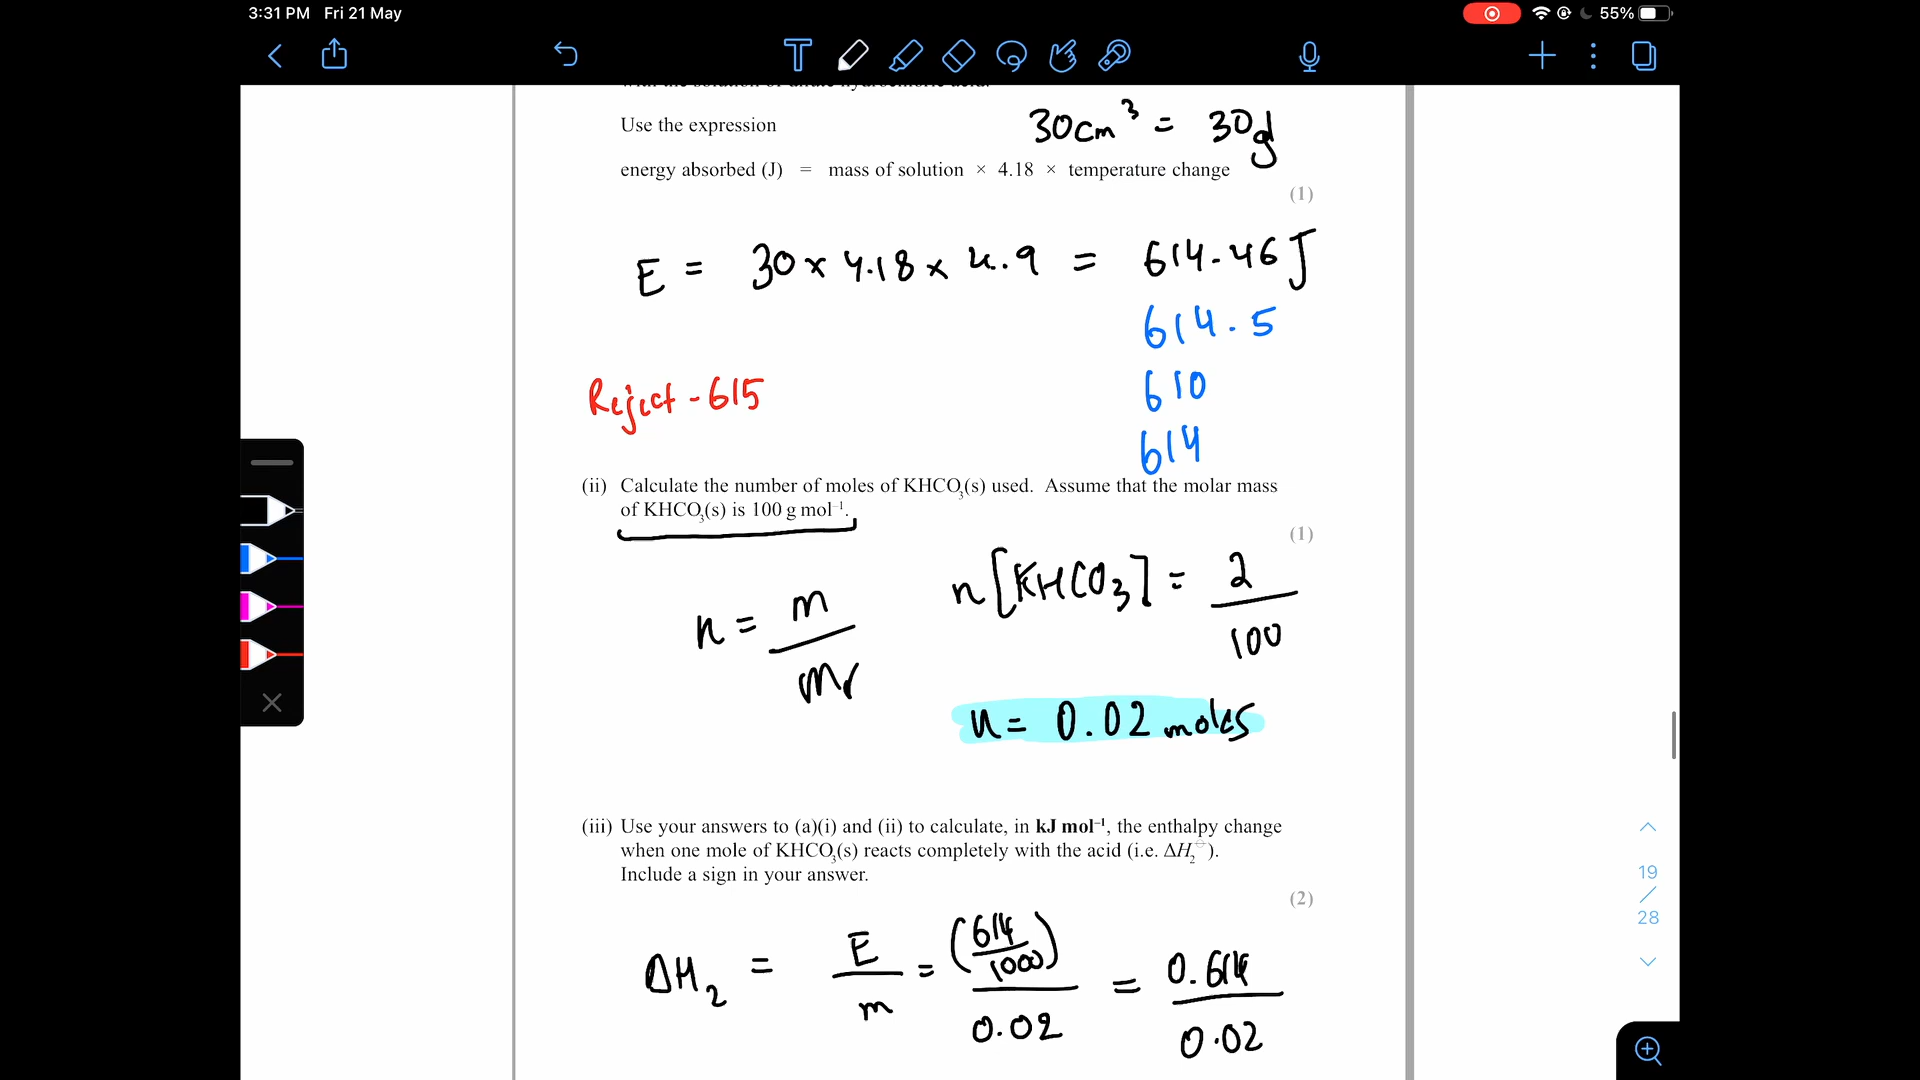 3:31 PM Fri 21 May
55%
Use the expression
30cm³ = 30g
energy absorbed (J) = mass of solution × 4.18 × temperature change
(1)
E = 30 × 4.18 × 4.9 = 614.46 J
614.5
Reject - 615
610
614
(ii) Calculate the number of moles of KHCO₃(s) used. Assume that the molar mass
of KHCO₃(s) is 100 g mol⁻¹.
(1)
n = m / Mr
n[KHCO₃] = 2 / 100
n = 0.02 moles
(iii) Use your answers to (a)(i) and (ii) to calculate, in kJ mol⁻¹, the enthalpy change
when one mole of KHCO₃(s) reacts completely with the acid (i.e. ΔH₂⦵).
Include a sign in your answer.
(2)
19
/
28
ΔH₂ = E / m = (614 / 1000) / 0.02 = 0.614 / 0.02